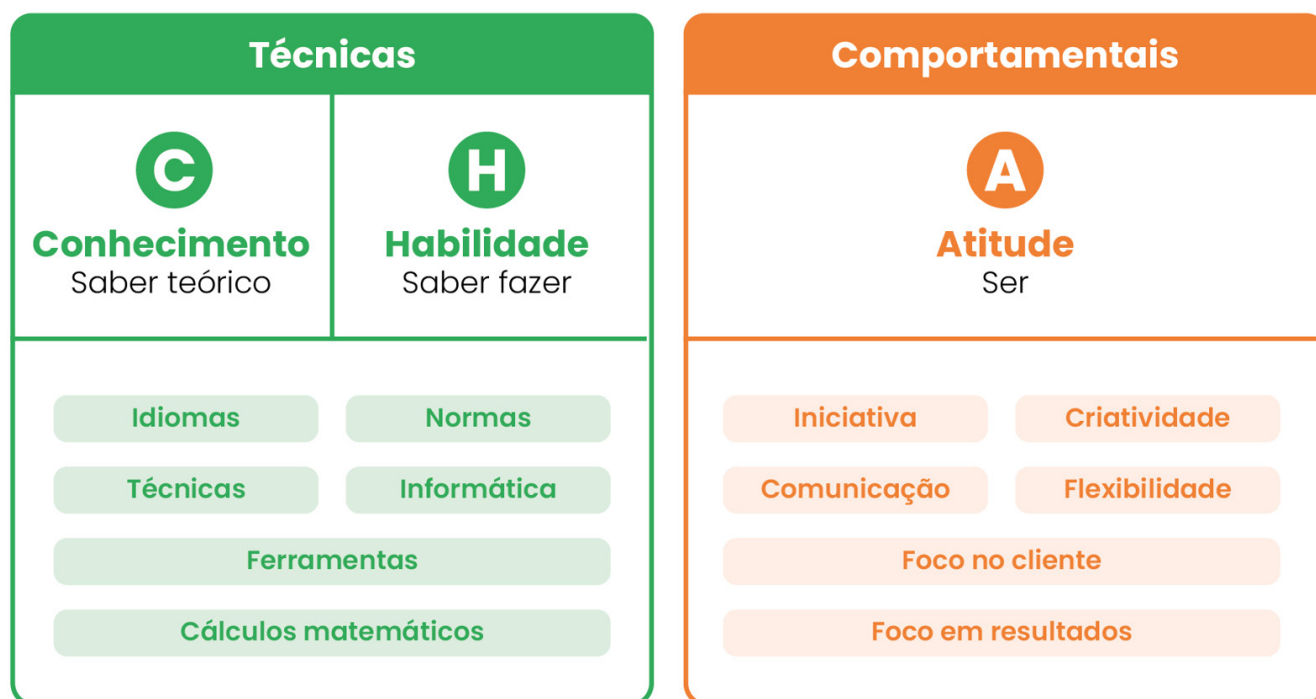 Técnicas
C
Conhecimento
Saber teórico
H
Habilidade
Saber fazer
Idiomas
Normas
Técnicas
Informática
Ferramentas
Cálculos matemáticos
Comportamentais
A
Atitude
Ser
Iniciativa
Criatividade
Comunicação
Flexibilidade
Foco no cliente
Foco em resultados